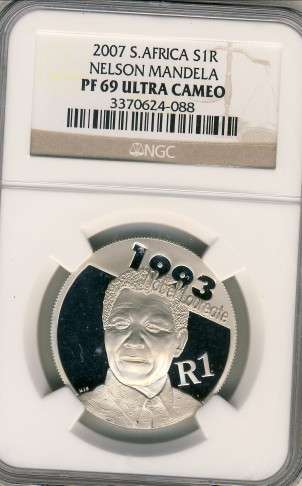 2007 S.AFRICA S1R
NELSON MANDELA
PF 69 ULTRA CAMEO
3370624-088
NGC
1993
Nobel Laureate
R1